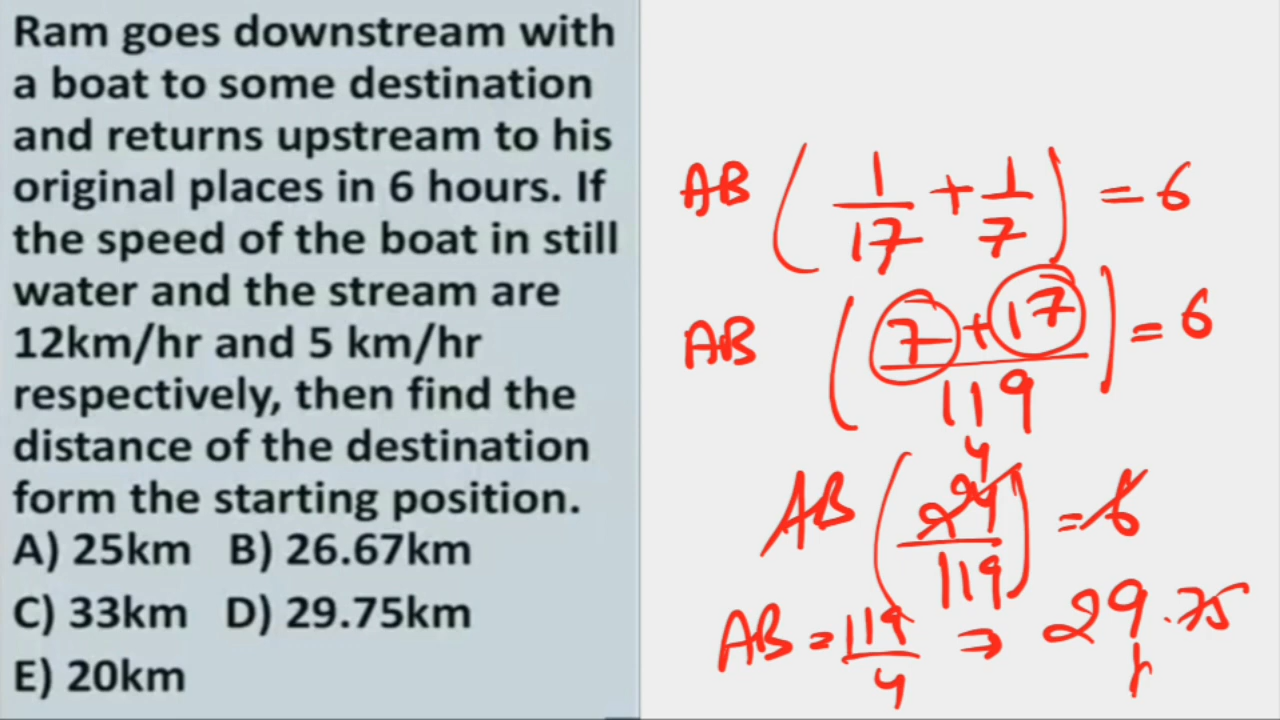 Ram goes downstream with
a boat to some destination
and returns upstream to his
original places in 6 hours. If
the speed of the boat in still
water and the stream are
12km/hr and 5 km/hr
respectively, then find the
distance of the destination
form the starting position.
A) 25km B) 26.67km
C) 33km D) 29.75km
E) 20km
AB ( 1/17 + 1/7 ) = 6
AB ( 7 + 17 / 119 ) = 6
4
AB ( 24 / 119 ) = 6
AB = 119/4 ⇒ 29.75